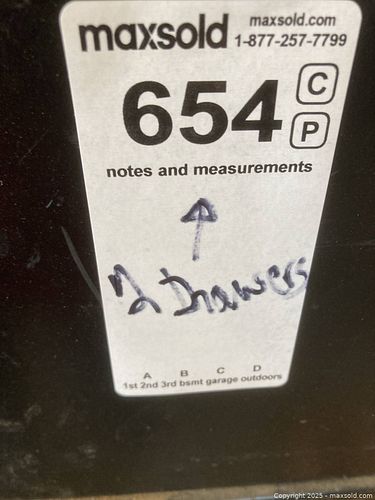 maxsold
maxsold.com
1-877-257-7799
654
C
P
notes and measurements
2 Drawers
A B C D
1st 2nd 3rd bsmt garage outdoors
Copyright 2025 - maxsold.com